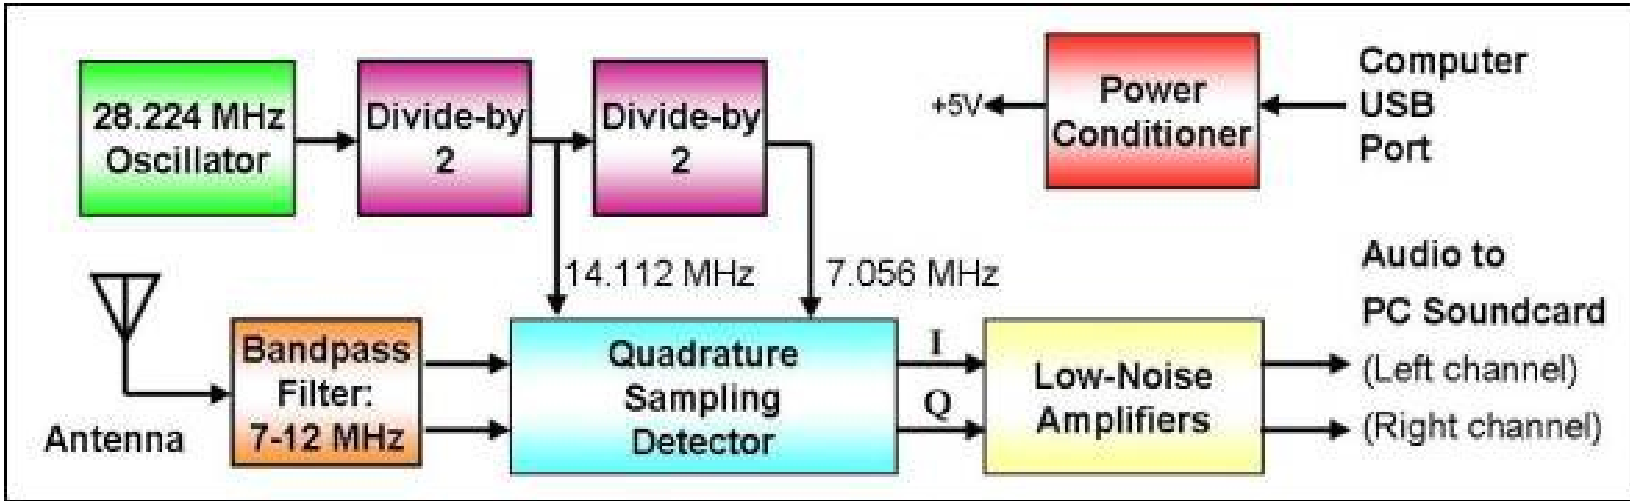 28.224 MHz
Oscillator
Divide-by
2
Divide-by
2
+5V
Power
Conditioner
Computer
USB
Port
14.112 MHz
7.056 MHz
Antenna
Bandpass
Filter:
7-12 MHz
Quadrature
Sampling
Detector
I
Q
Low-Noise
Amplifiers
Audio to
PC Soundcard
(Left channel)
(Right channel)